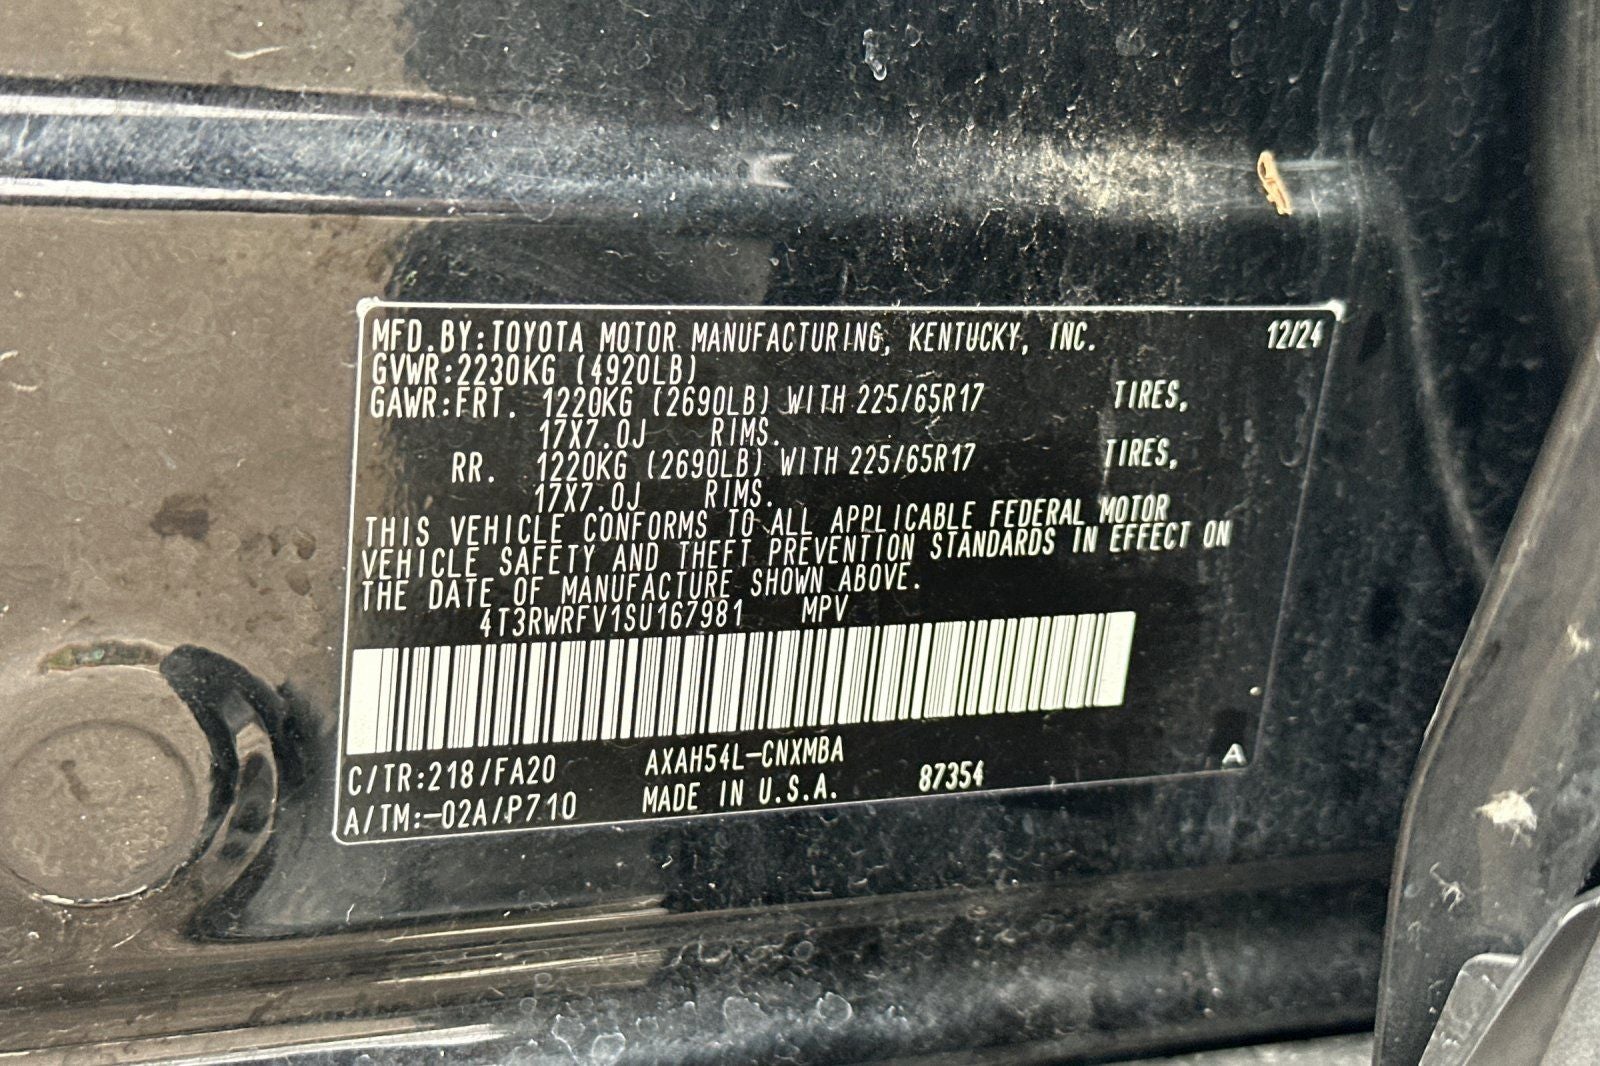 MFD.BY:TOYOTA MOTOR MANUFACTURING, KENTUCKY, INC. 12/24
GVWR:2230KG (4920LB)
GAWR:FRT. 1220KG (2690LB) WITH 225/65R17 TIRES,
17X7.0J RIMS.
RR. 1220KG (2690LB) WITH 225/65R17 TIRES,
17X7.0J RIMS.
THIS VEHICLE CONFORMS TO ALL APPLICABLE FEDERAL MOTOR
VEHICLE SAFETY AND THEFT PREVENTION STANDARDS IN EFFECT ON
THE DATE OF MANUFACTURE SHOWN ABOVE.
4T3RWRFV1SU167981 MPV
C/TR:218/FA20 AXAH54L-CNXMBA
A/TM:-02A/P710 MADE IN U.S.A. 87354 A